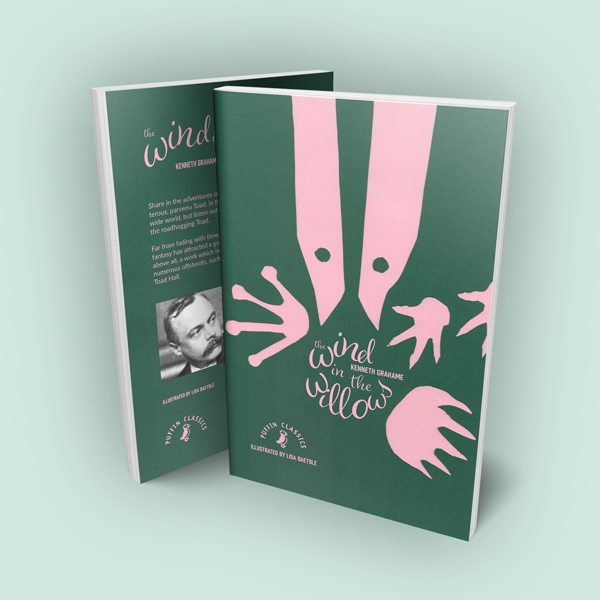 the
wind
KENNETH GRAHAME
Share in the adventures
terous, parvenu Toad, in
wide world, but listen out
the roadhogging Toad.
Far from fading with time
fantasy has attracted a
above all, a work which
numerous offshoots, such
Toad Hall.
ILLUSTRATED BY LISA BAETSLE
PUFFIN CLASSICS
the
wind
KENNETH GRAHAME
in the
willows
PUFFIN CLASSICS
ILLUSTRATED BY LISA BAETSLE